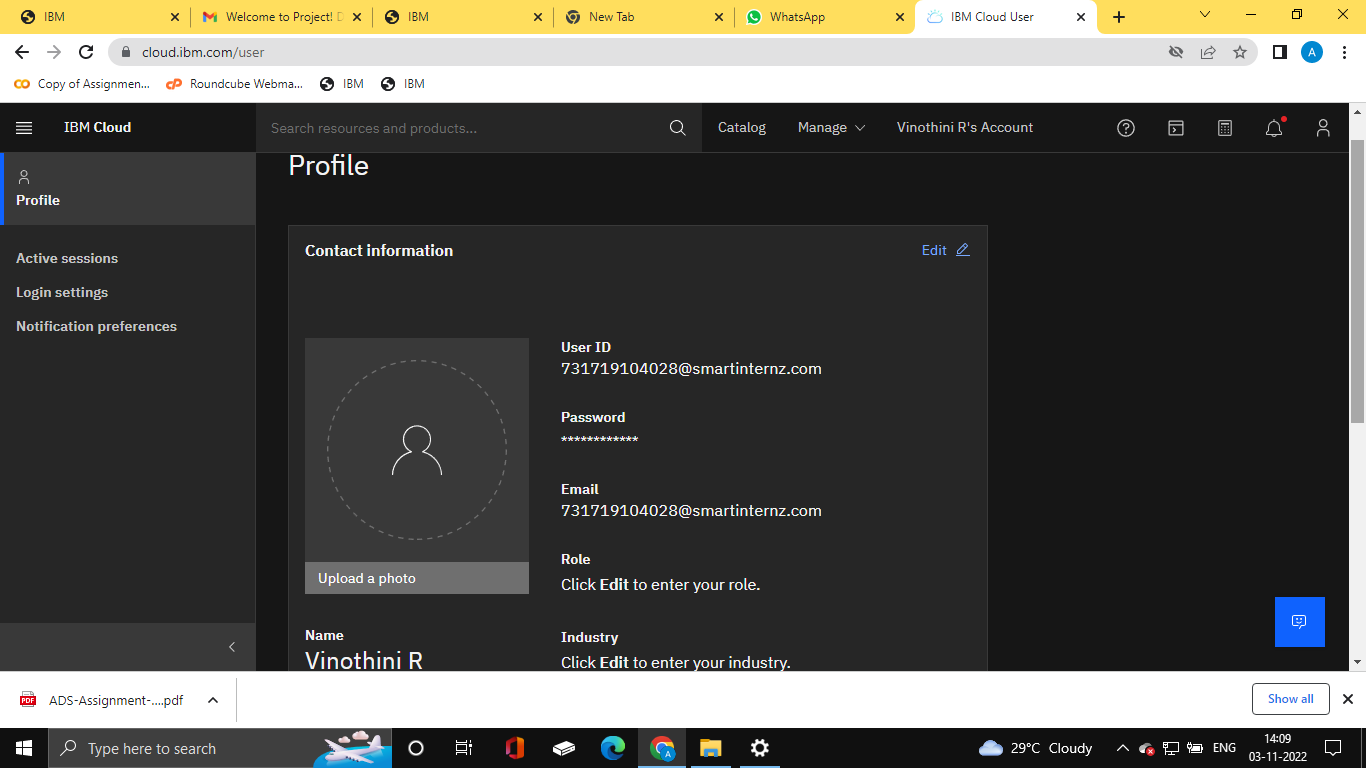 IBM
Welcome to Project! D
IBM
New Tab
WhatsApp
IBM Cloud User
cloud.ibm.com/user
A
Copy of Assignmen...
Roundcube Webma...
IBM
IBM
IBM Cloud
Search resources and products...
Catalog
Manage
Vinothini R's Account
Profile
Profile
Active sessions
Login settings
Notification preferences
Contact information
Edit
User ID
731719104028@smartinternz.com
Password
************
Email
731719104028@smartinternz.com
Role
Click Edit to enter your role.
Upload a photo
Name
Vinothini R
Industry
Click Edit to enter your industry.
PDF
ADS-Assignment-....pdf
Show all
Type here to search
A
29°C Cloudy
ENG
14:09
03-11-2022